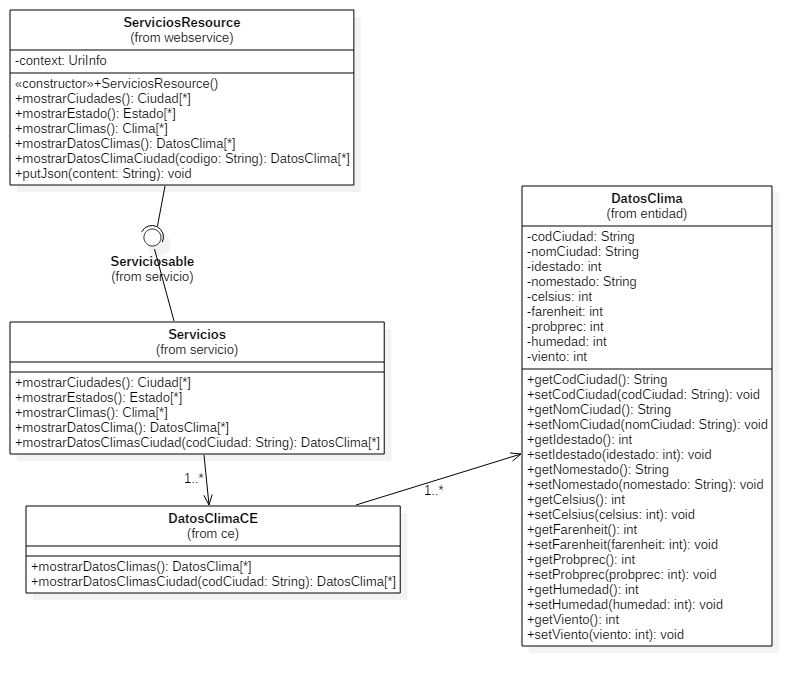 ServiciosResource
(from webservice)
-context: UriInfo
«constructor»+ServiciosResource()
+mostrarCiudades(): Ciudad[*]
+mostrarEstado(): Estado[*]
+mostrarClimas(): Clima[*]
+mostrarDatosClimas(): DatosClima[*]
+mostrarDatosClimaCiudad(codigo: String): DatosClima[*]
+putJson(content: String): void
Serviciosable
(from servicio)
Servicios
(from servicio)
+mostrarCiudades(): Ciudad[*]
+mostrarEstados(): Estado[*]
+mostrarClimas(): Clima[*]
+mostrarDatosClima(): DatosClima[*]
+mostrarDatosClimasCiudad(codCiudad: String): DatosClima[*]
1..*
DatosClimaCE
(from ce)
+mostrarDatosClimas(): DatosClima[*]
+mostrarDatosClimasCiudad(codCiudad: String): DatosClima[*]
1..*
DatosClima
(from entidad)
-codCiudad: String
-nomCiudad: String
-idestado: int
-nomestado: String
-celsius: int
-farenheit: int
-probprec: int
-humedad: int
-viento: int
+getCodCiudad(): String
+setCodCiudad(codCiudad: String): void
+getNomCiudad(): String
+setNomCiudad(nomCiudad: String): void
+getIdestado(): int
+setIdestado(idestado: int): void
+getNomestado(): String
+setNomestado(nomestado: String): void
+getCelsius(): int
+setCelsius(celsius: int): void
+getFarenheit(): int
+setFarenheit(farenheit: int): void
+getProbprec(): int
+setProbprec(probprec: int): void
+getHumedad(): int
+setHumedad(humedad: int): void
+getViento(): int
+setViento(viento: int): void